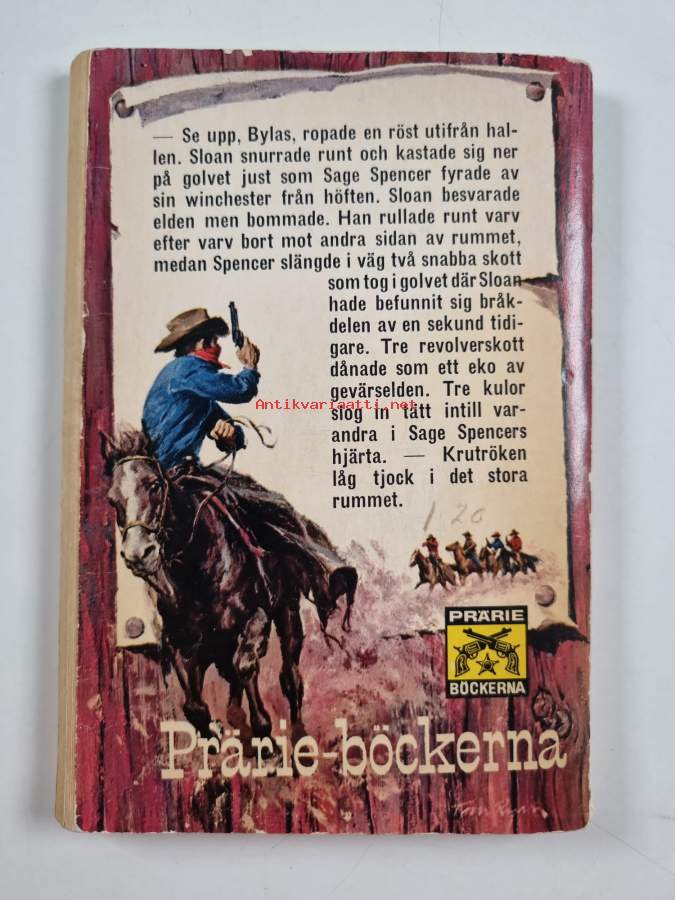 — Se upp, Bylas, ropade en röst utifrån hal-
len. Sloan snurrade runt och kastade sig ner
på golvet just som Sage Spencer fyrade av
sin winchester från höften. Sloan besvarade
elden men bommade. Han rullade runt varv
efter varv bort mot andra sidan av rummet,
medan Spencer slängde i väg två snabba skott
som tog i golvet där Sloan
hade befunnit sig bråk-
delen av en sekund tidi-
gare. Tre revolverskott
dånade som ett eko av
gevärselden. Tre kulor
Antikvariaatti.net
slog in tätt intill var-
andra i Sage Spencers
hjärta. — Krutröken
låg tjock i det stora
rummet.
1 20
PRÄRIE
BÖCKERNA
Prärie-böckerna
Tom Ryan